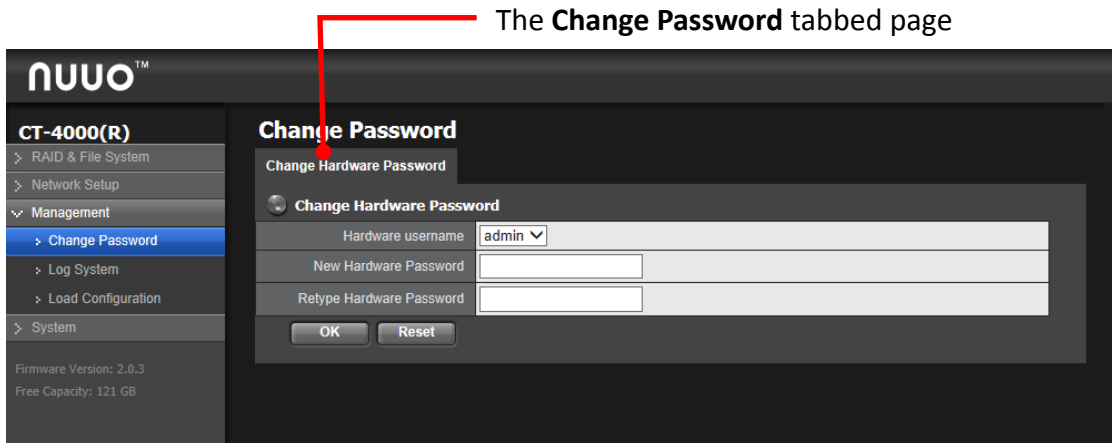 The Change Password tabbed page
nuuo™
CT-4000(R)
RAID & File System
Network Setup
Management
Change Password
Log System
Load Configuration
System
Firmware Version: 2.0.3
Free Capacity: 121 GB
Change Password
Change Hardware Password
Change Hardware Password
Hardware username admin
New Hardware Password
Retype Hardware Password
OK Reset